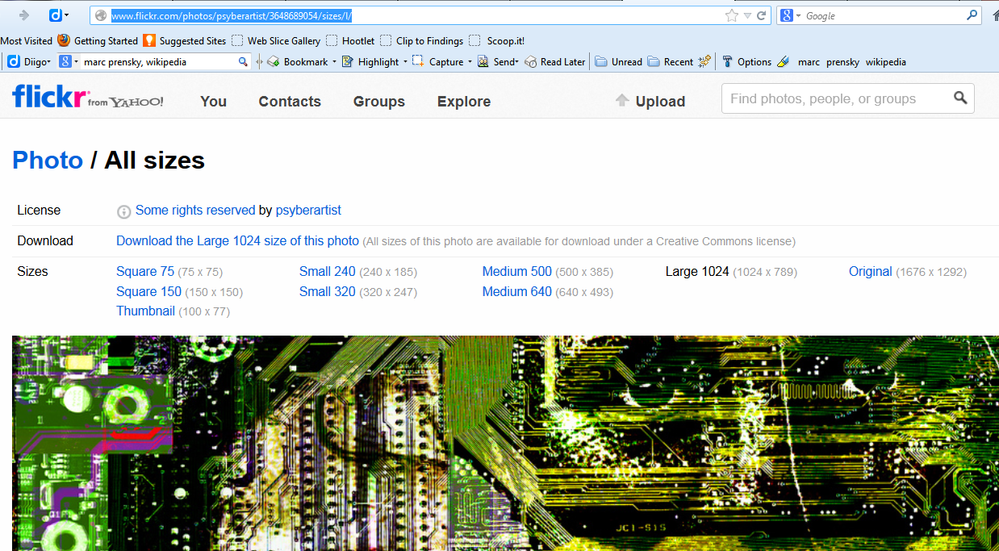 www.flickr.com/photos/psyberartist/3648689054/sizes/l/ Google
Most Visited Getting Started Suggested Sites Web Slice Gallery Hootlet Clip to Findings Scoop.it!
Diigo marc prensky, wikipedia Bookmark Highlight Capture Send Read Later Unread Recent Options marc prensky wikipedia
flickr from YAHOO! You Contacts Groups Explore Upload Find photos, people, or groups
Photo / All sizes
License Some rights reserved by psyberartist
Download Download the Large 1024 size of this photo (All sizes of this photo are available for download under a Creative Commons license)
Sizes Square 75 (75 x 75) Small 240 (240 x 185) Medium 500 (500 x 385) Large 1024 (1024 x 789) Original (1676 x 1292)
Square 150 (150 x 150) Small 320 (320 x 247) Medium 640 (640 x 493)
Thumbnail (100 x 77)
1 2
JC1-S1S